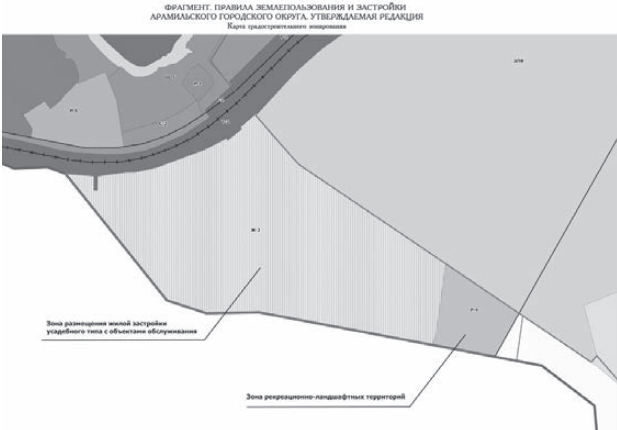 ФРАГМЕНТ. ПРАВИЛА ЗЕМЛЕПОЛЬЗОВАНИЯ И ЗАСТРОЙКИ
АРАМИЛЬСКОГО ГОРОДСКОГО ОКРУГА. УТВЕРЖДАЕМАЯ РЕДАКЦИЯ
Карта градостроительного зонирования
Зона размещения жилой застройки
усадебного типа с объектами обслуживания
Зона рекреационно-ландшафтных территорий